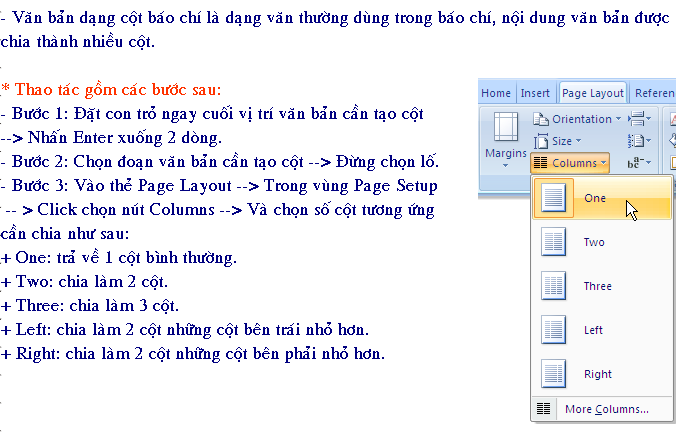 - Văn bản dạng cột báo chí là dạng văn thường dùng trong báo chí, nội dung văn bản được
chia thành nhiều cột.
* Thao tác gồm các bước sau:
- Bước 1: Đặt con trỏ ngay cuối vị trí văn bản cần tạo cột
--> Nhấn Enter xuống 2 dòng.
- Bước 2: Chọn đoạn văn bản cần tạo cột --> Đừng chọn lố.
- Bước 3: Vào thẻ Page Layout --> Trong vùng Page Setup
-- > Click chọn nút Columns --> Và chọn số cột tương ứng
cần chia như sau:
+ One: trả về 1 cột bình thường.
+ Two: chia làm 2 cột.
+ Three: chia làm 3 cột.
+ Left: chia làm 2 cột những cột bên trái nhỏ hơn.
+ Right: chia làm 2 cột những cột bên phải nhỏ hơn.
Home Insert Page Layout Referen
Orientation
Size
Margins
Columns
One
Two
Three
Left
Right
More Columns...